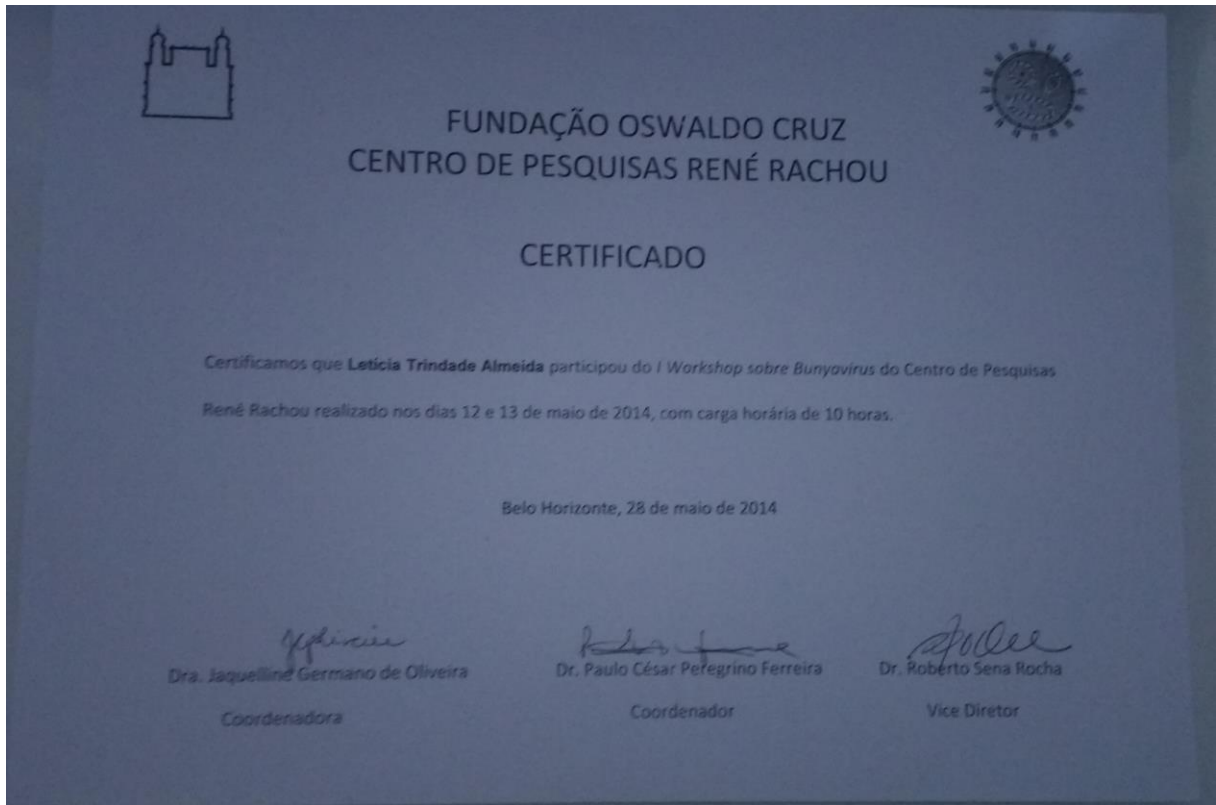 FUNDAÇÃO OSWALDO CRUZ
CENTRO DE PESQUISAS RENÉ RACHOU
CERTIFICADO
Certificamos que Letícia Trindade Almeida participou do I Workshop sobre Bunyavirus do Centro de Pesquisas
René Rachou realizado nos dias 12 e 13 de maio de 2014, com carga horária de 10 horas.
Belo Horizonte, 28 de maio de 2014
Dra. Jaquelline Germano de Oliveira
Coordenadora
Dr. Paulo César Peregrino Ferreira
Coordenador
Dr. Roberto Sena Rocha
Vice Diretor